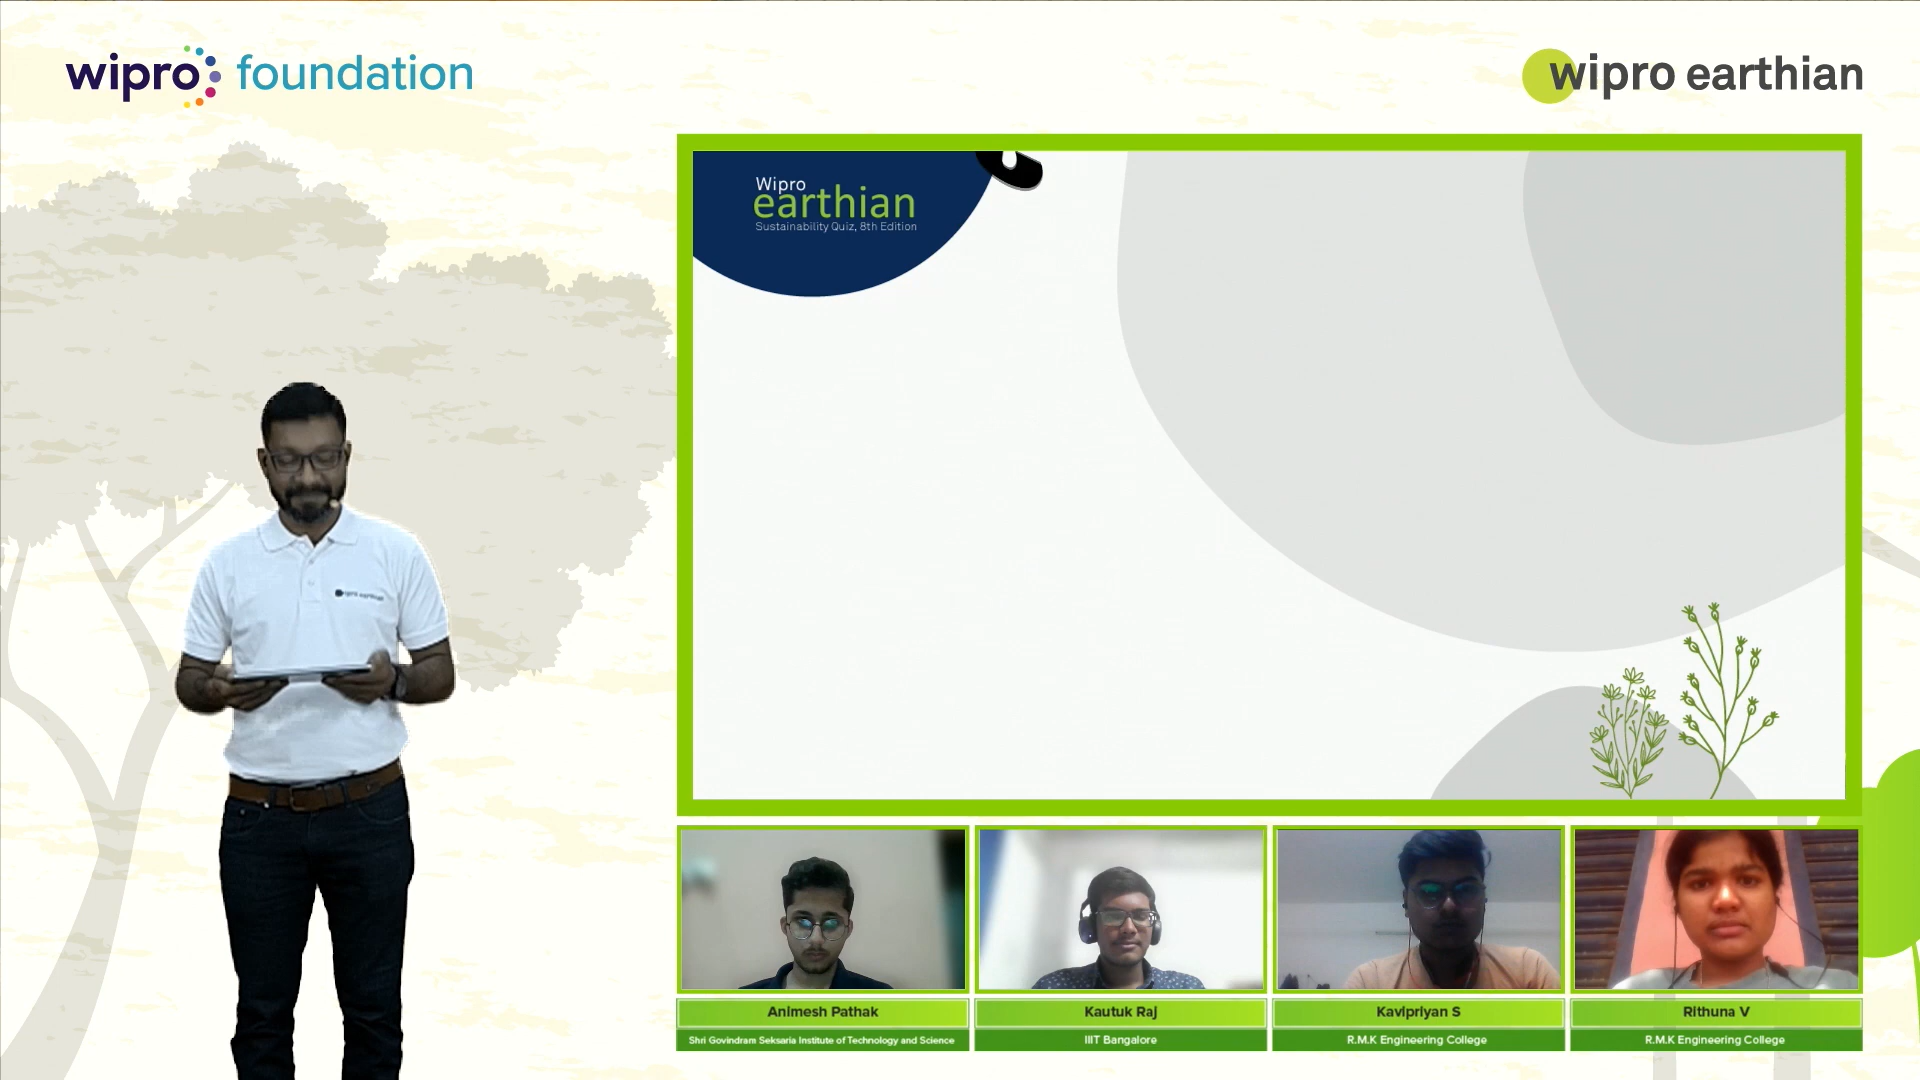 wipro foundation
wipro earthian
Wipro
earthian
Sustainability Quiz, 8th Edition
Animesh Pathak
Kautuk Raj
Kavipriyan S
Rithuna V
Shri Govindram Seksaria Institute of Technology and Science
IIIT Bangalore
R.M.K Engineering College
R.M.K Engineering College